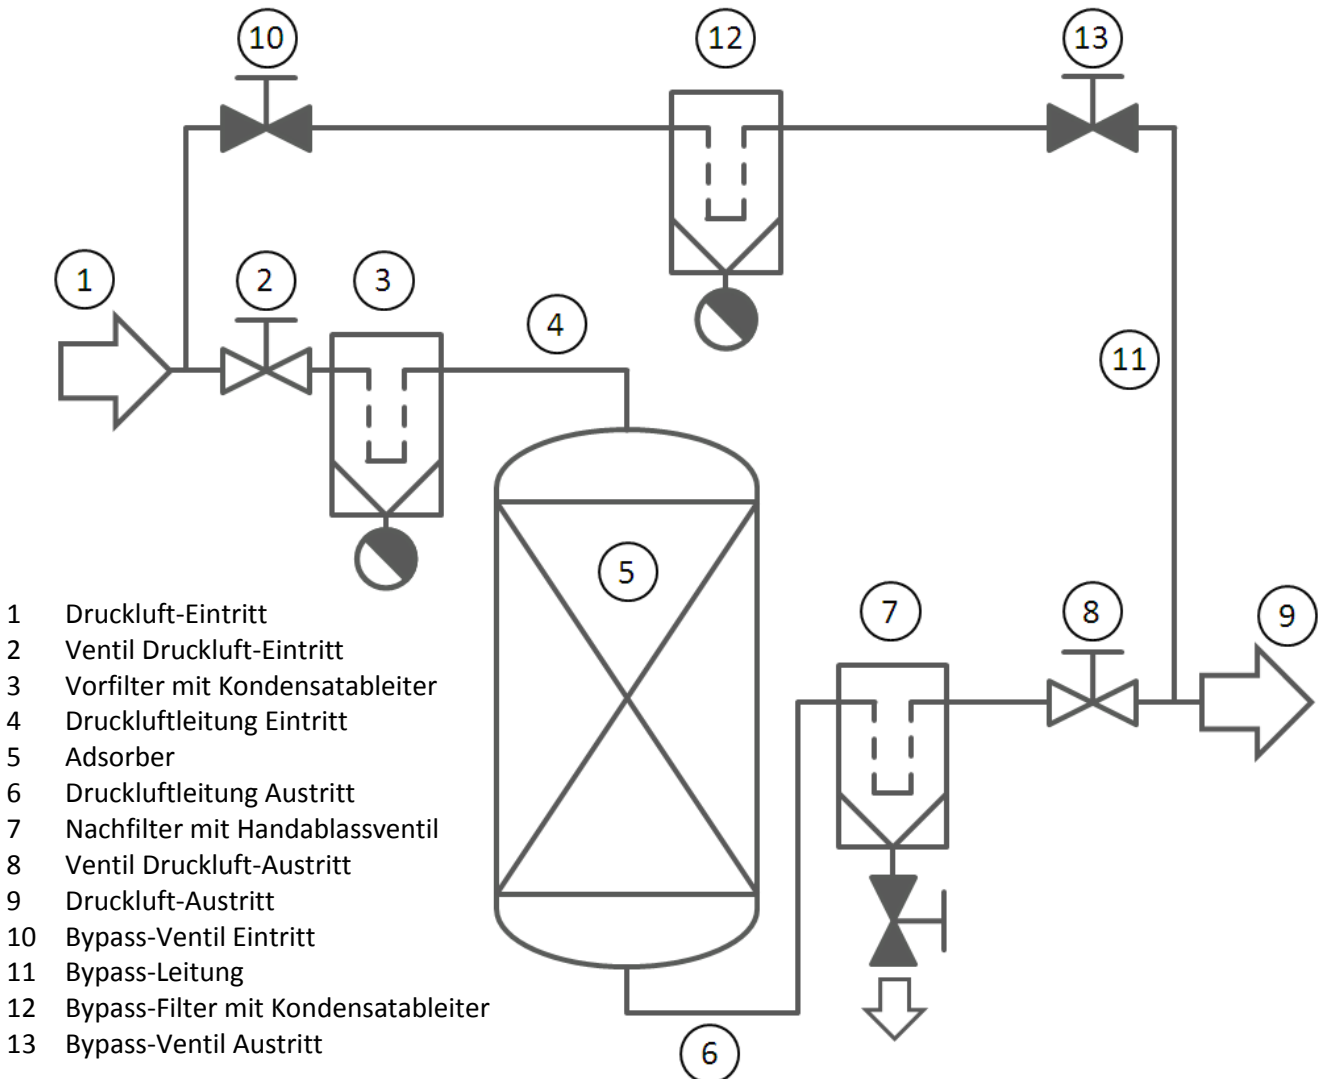 10
12
13
1
2
3
4
11
5
7
8
9
6
1 Druckluft-Eintritt
2 Ventil Druckluft-Eintritt
3 Vorfilter mit Kondensatableiter
4 Druckluftleitung Eintritt
5 Adsorber
6 Druckluftleitung Austritt
7 Nachfilter mit Handablassventil
8 Ventil Druckluft-Austritt
9 Druckluft-Austritt
10 Bypass-Ventil Eintritt
11 Bypass-Leitung
12 Bypass-Filter mit Kondensatableiter
13 Bypass-Ventil Austritt